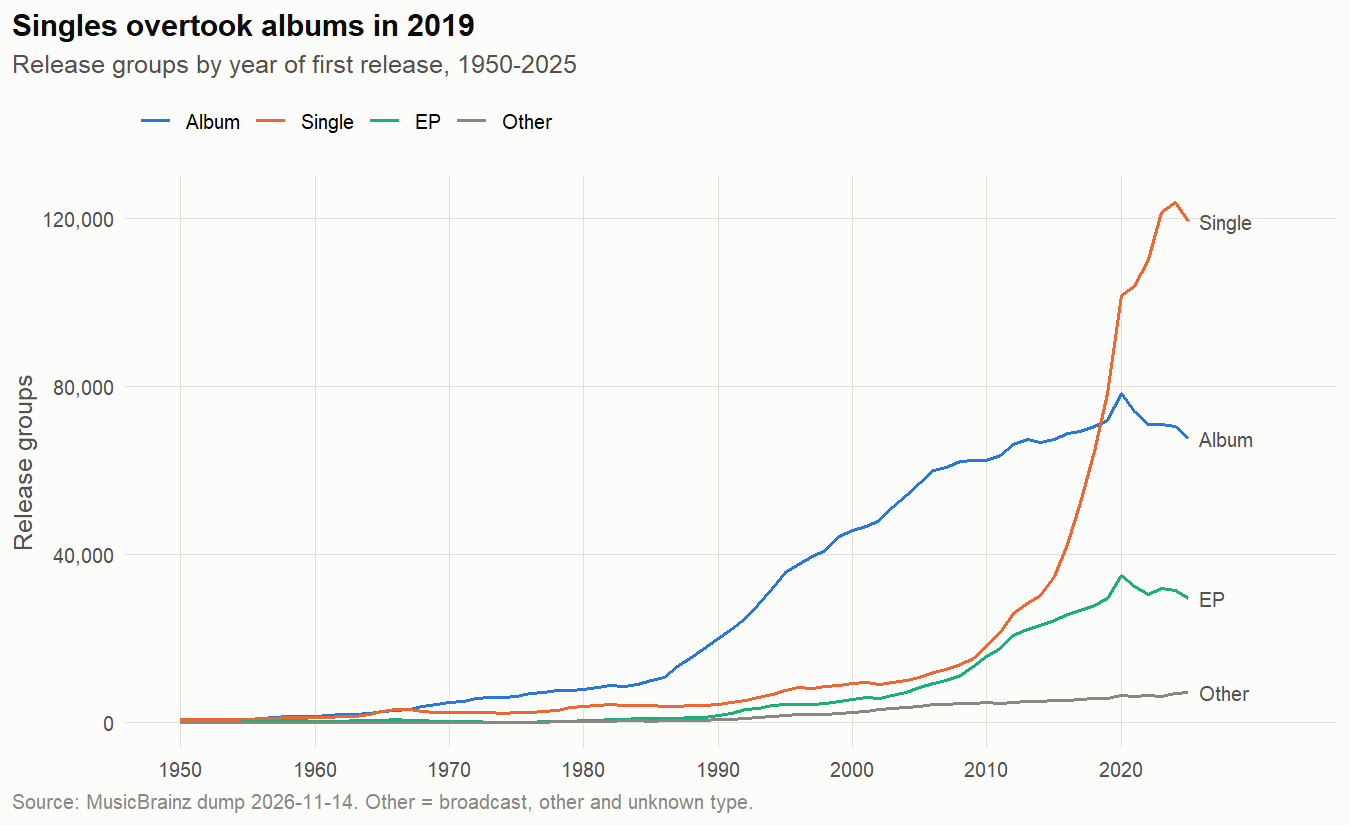 Singles overtook albums in 2019
Release groups by year of first release, 1950-2025
Album Single EP Other
Release groups
120,000
80,000
40,000
0
Single
Album
EP
Other
1950 1960 1970 1980 1990 2000 2010 2020
Source: MusicBrainz dump 2026-11-14. Other = broadcast, other and unknown type.